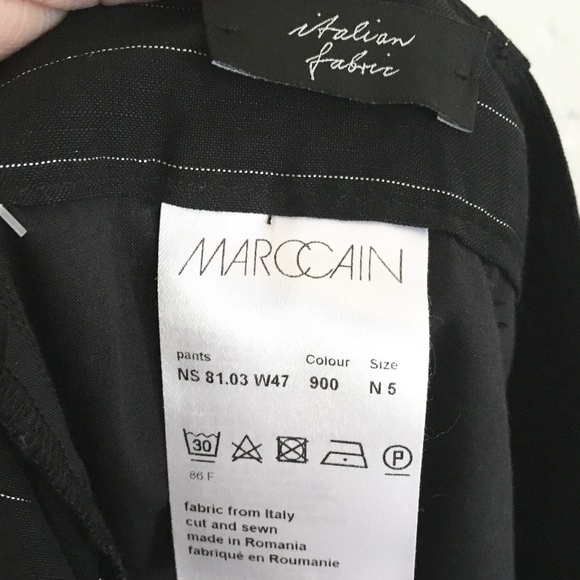 italian
fabric
MARCCAIN
pants Colour Size
NS 81.03 W47 900 N 5
30
P
86 F
fabric from Italy
cut and sewn
made in Romania
fabriqué en Roumanie